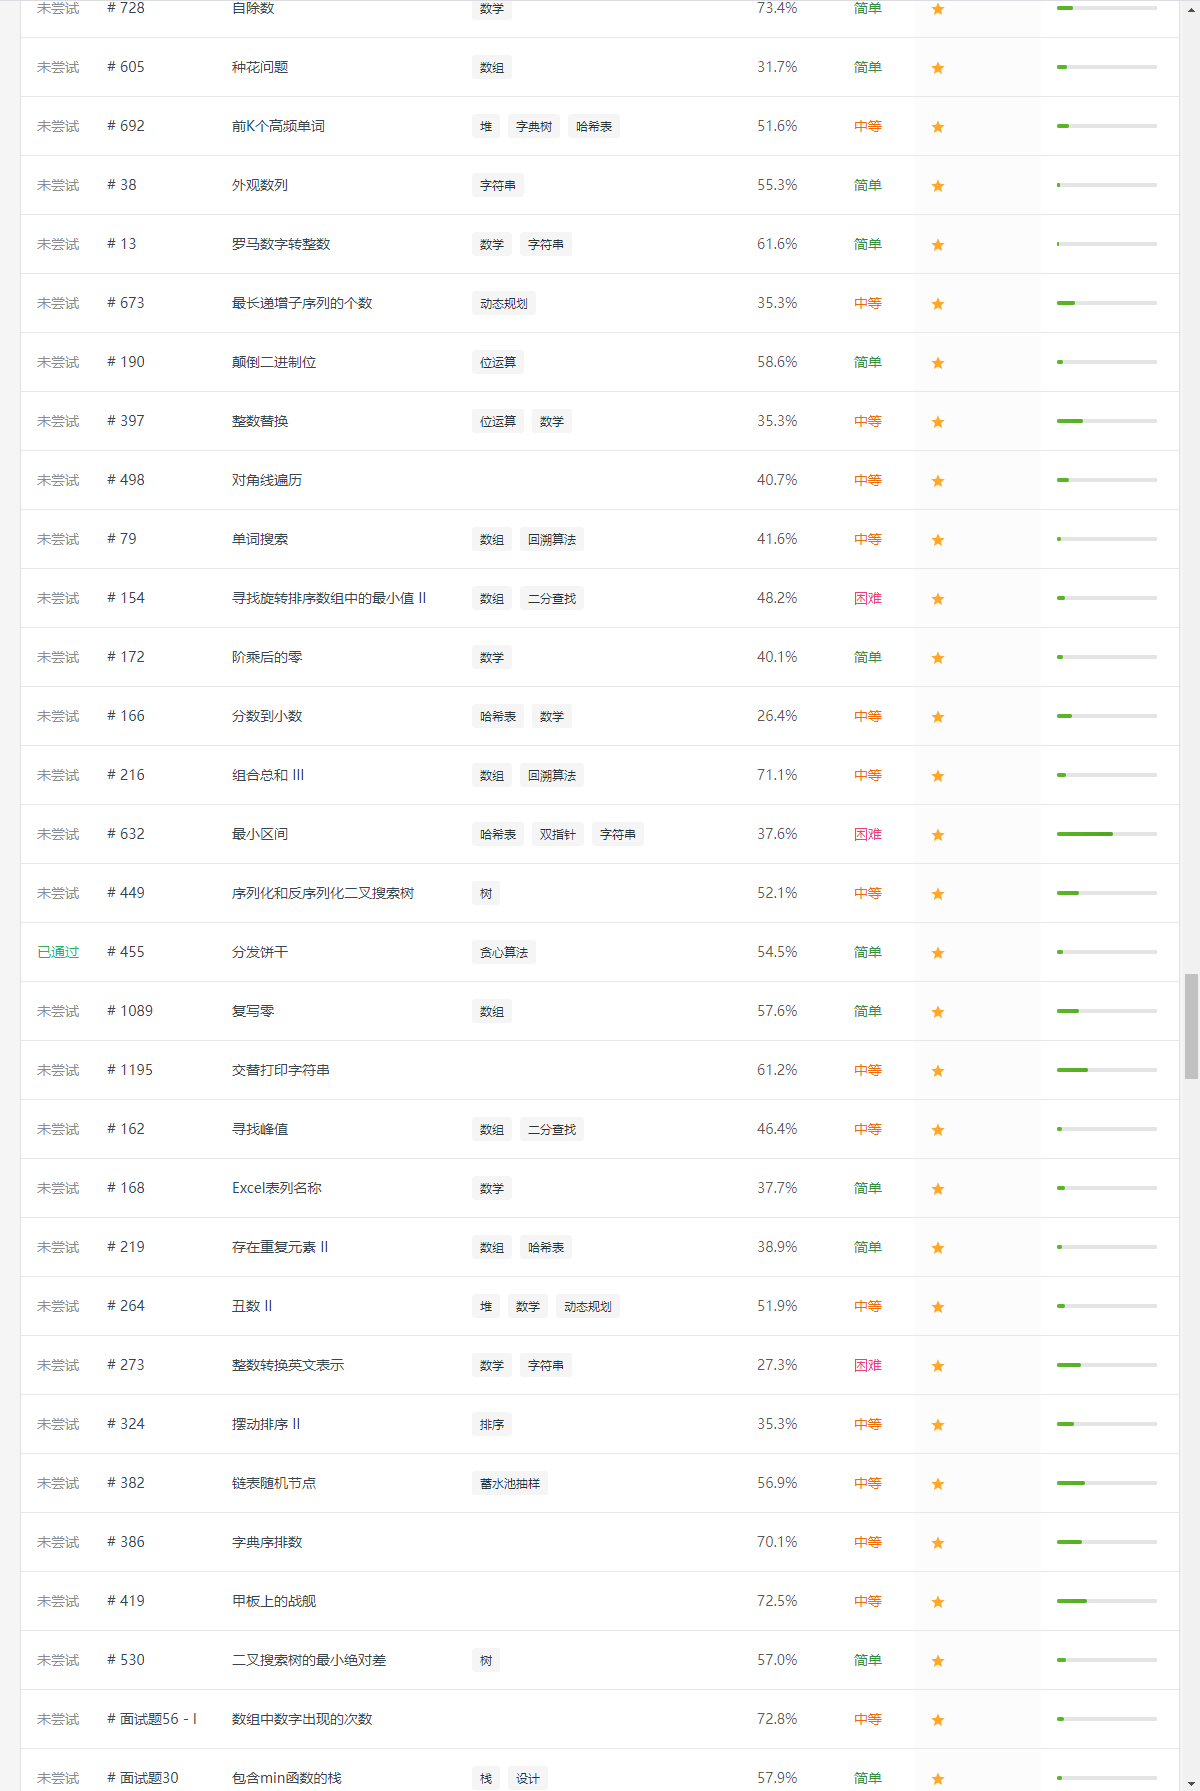 未尝试 # 728 自除数 数学 73.4% 简单
未尝试 # 605 种花问题 数组 31.7% 简单
未尝试 # 692 前K个高频单词 堆 字典树 哈希表 51.6% 中等
未尝试 # 38 外观数列 字符串 55.3% 简单
未尝试 # 13 罗马数字转整数 数学 字符串 61.6% 简单
未尝试 # 673 最长递增子序列的个数 动态规划 35.3% 中等
未尝试 # 190 颠倒二进制位 位运算 58.6% 简单
未尝试 # 397 整数替换 位运算 数学 35.3% 中等
未尝试 # 498 对角线遍历 40.7% 中等
未尝试 # 79 单词搜索 数组 回溯算法 41.6% 中等
未尝试 # 154 寻找旋转排序数组中的最小值 II 数组 二分查找 48.2% 困难
未尝试 # 172 阶乘后的零 数学 40.1% 简单
未尝试 # 166 分数到小数 哈希表 数学 26.4% 中等
未尝试 # 216 组合总和 III 数组 回溯算法 71.1% 中等
未尝试 # 632 最小区间 哈希表 双指针 字符串 37.6% 困难
未尝试 # 449 序列化和反序列化二叉搜索树 树 52.1% 中等
已通过 # 455 分发饼干 贪心算法 54.5% 简单
未尝试 # 1089 复写零 数组 57.6% 简单
未尝试 # 1195 交替打印字符串 61.2% 中等
未尝试 # 162 寻找峰值 数组 二分查找 46.4% 中等
未尝试 # 168 Excel表列名称 数学 37.7% 简单
未尝试 # 219 存在重复元素 II 数组 哈希表 38.9% 简单
未尝试 # 264 丑数 II 堆 数学 动态规划 51.9% 中等
未尝试 # 273 整数转换英文表示 数学 字符串 27.3% 困难
未尝试 # 324 摆动排序 II 排序 35.3% 中等
未尝试 # 382 链表随机节点 蓄水池抽样 56.9% 中等
未尝试 # 386 字典序排数 70.1% 中等
未尝试 # 419 甲板上的战舰 72.5% 中等
未尝试 # 530 二叉搜索树的最小绝对差 树 57.0% 简单
未尝试 # 面试题56 - I 数组中数字出现的次数 72.8% 中等
未尝试 # 面试题30 包含min函数的栈 栈 设计 57.9% 简单